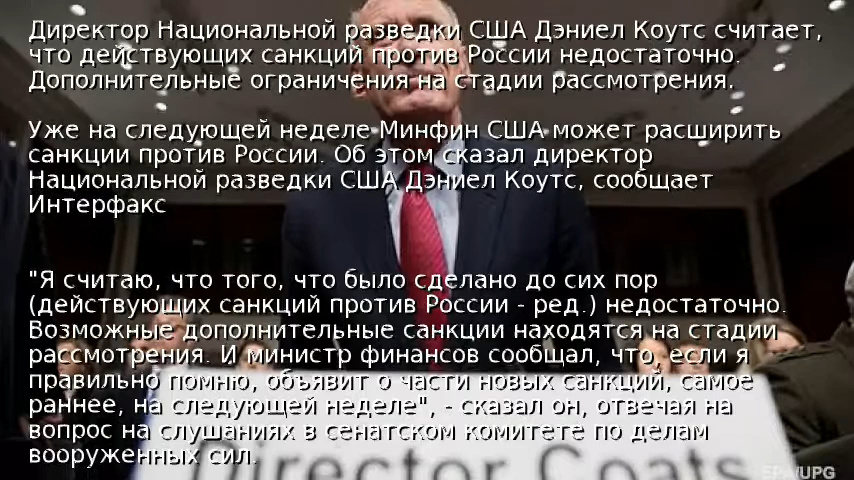 Директор Национальной разведки США Дэниел Коутс считает,
что действующих санкций против России недостаточно.
Дополнительные ограничения на стадии рассмотрения.
Уже на следующей неделе Минфин США может расширить
санкции против России. Об этом сказал директор
Национальной разведки США Дэниел Коутс, сообщает
Интерфакс
"Я считаю, что того, что было сделано до сих пор
(действующих санкций против России - ред.) недостаточно.
Возможные дополнительные санкции находятся на стадии
рассмотрения. И министр финансов сообщал, что, если я
правильно помню, объявит о части новых санкций, самое
раннее, на следующей неделе", - сказал он, отвечая на
вопрос на слушаниях в сенатском комитете по делам
вооруженных сил.
Director Coats
EPA/UPG